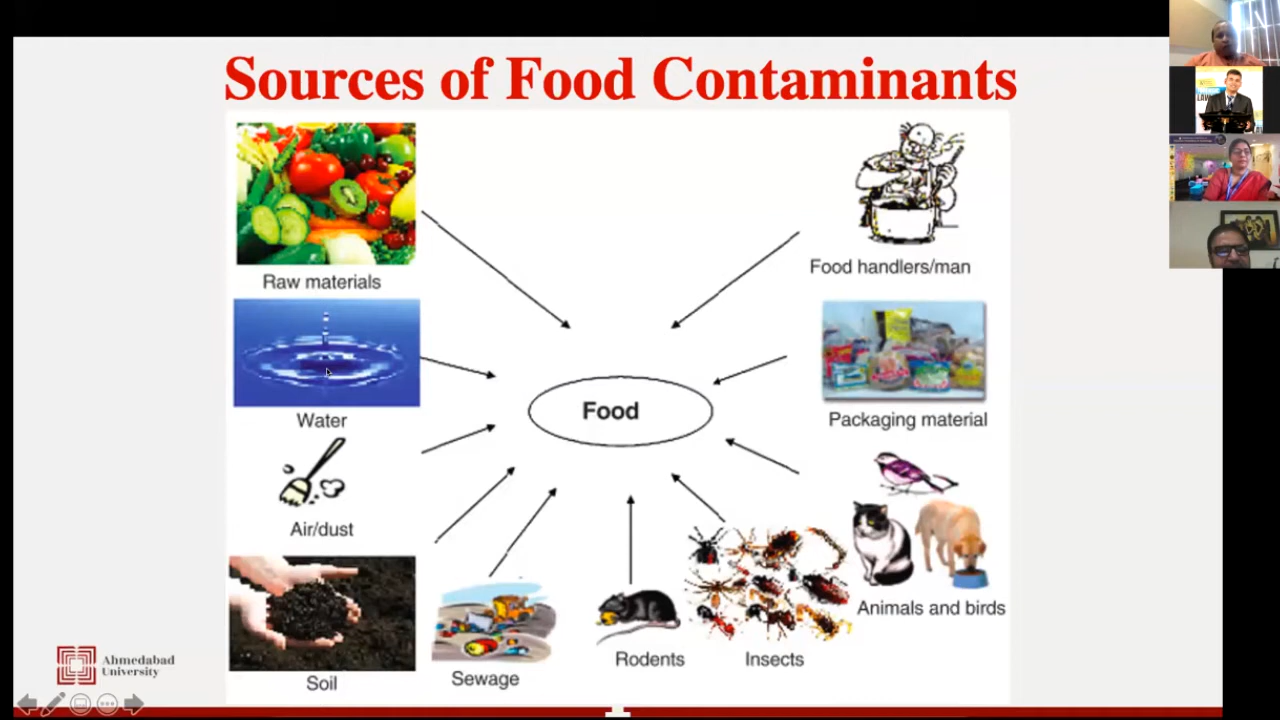 Sources of Food Contaminants
Raw materials
Food handlers/man
Water
Food
Packaging material
Air/dust
Animals and birds
Soil
Sewage
Rodents
Insects
Ahmedabad
University